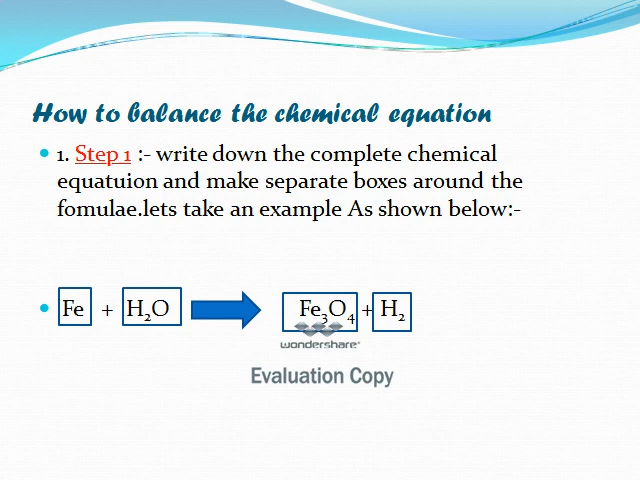 How to balance the chemical equation
1. Step 1 :- write down the complete chemical
equatuion and make separate boxes around the
fomulae.lets take an example As shown below:-
Fe + H₂O Fe₃O₄ + H₂
wondershare®
Evaluation Copy